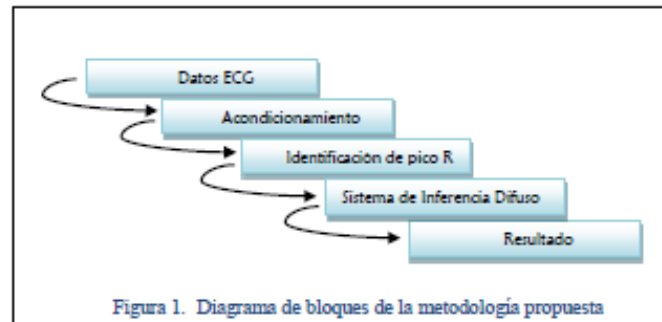 Datos ECG
Acondicionamiento
Identificación de pico R
Sistema de Inferencia Difuso
Resultado
Figura 1. Diagrama de bloques de la metodología propuesta